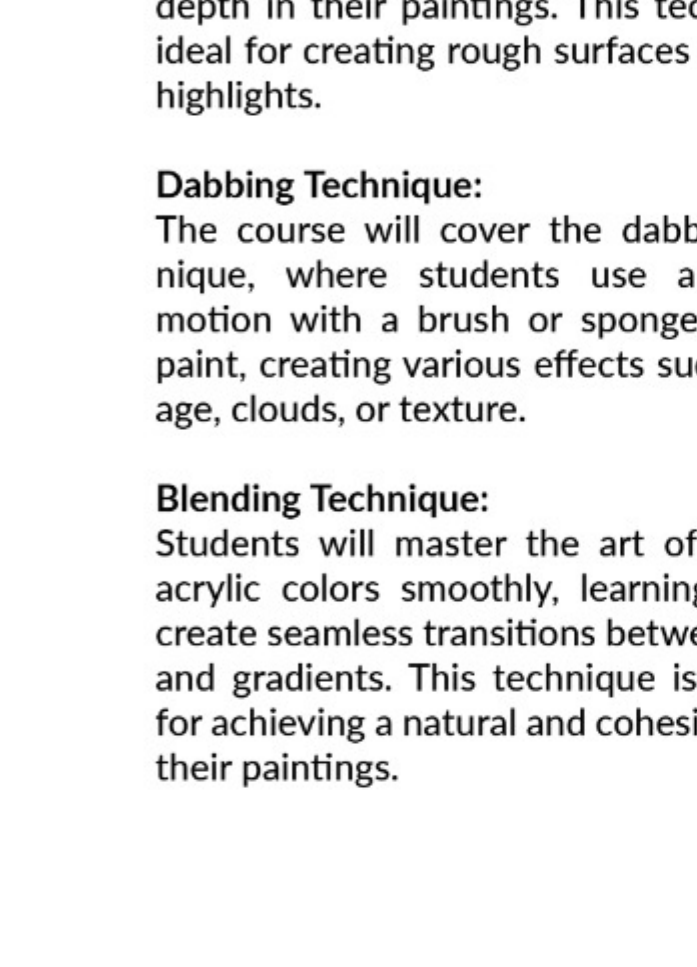 depth in their paintings. This
ideal for creating rough surfaces
highlights.
Dabbing Technique:
The course will cover the dabb
nique, where students use a
motion with a brush or sponge
paint, creating various effects su
age, clouds, or texture.
Blending Technique:
Students will master the art of
acrylic colors smoothly, learning
create seamless transitions betwe
and gradients. This technique is
for achieving a natural and cohesi
their paintings.